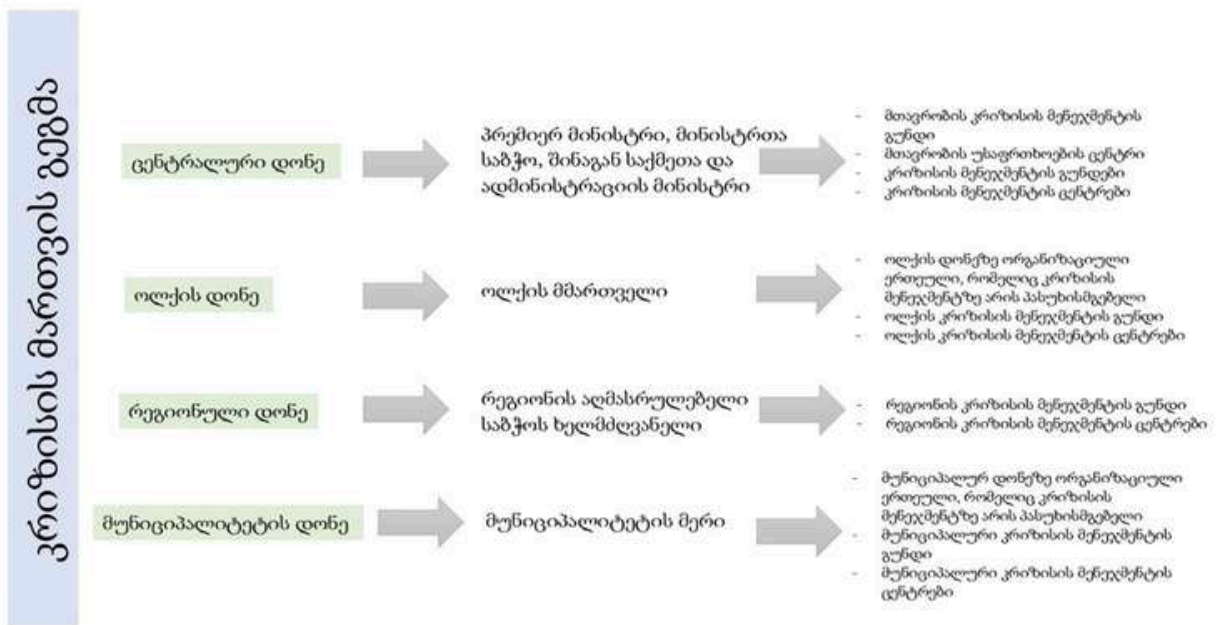 კრიზისის მართვის გეგმა
ცენტრალური დონე
პრემიერ მინისტრი, მინისტრთა
საბჭო, შინაგან საქმეთა და
ადმინისტრაციის მინისტრი
- მთავრობის კრიზისის მენეჯმენტის
გუნდი
- მთავრობის უსაფრთხოების ცენტრი
- კრიზისის მენეჯმენტის გუნდები
- კრიზისის მენეჯმენტის ცენტრები
ოლქის დონე
ოლქის მმართველი
- ოლქის დონეზე ორგანიზაციული
ერთეული, რომელიც კრიზისის
მენეჯმენტზე არის პასუხისმგებელი
- ოლქის კრიზისის მენეჯმენტის გუნდი
- ოლქის კრიზისის მენეჯმენტის ცენტრები
რეგიონული დონე
რეგიონის აღმასრულებელი
საბჭოს ხელმძღვანელი
- რეგიონის კრიზისის მენეჯმენტის გუნდი
- რეგიონის კრიზისის მენეჯმენტის ცენტრები
მუნიციპალიტეტის დონე
მუნიციპალიტეტის მერი
- მუნიციპალურ დონეზე ორგანიზაციული
ერთეული, რომელიც კრიზისის
მენეჯმენტზე არის პასუხისმგებელი
- მუნიციპალური კრიზისის მენეჯმენტის
გუნდი
- მუნიციპალური კრიზისის მენეჯმენტის
ცენტრები